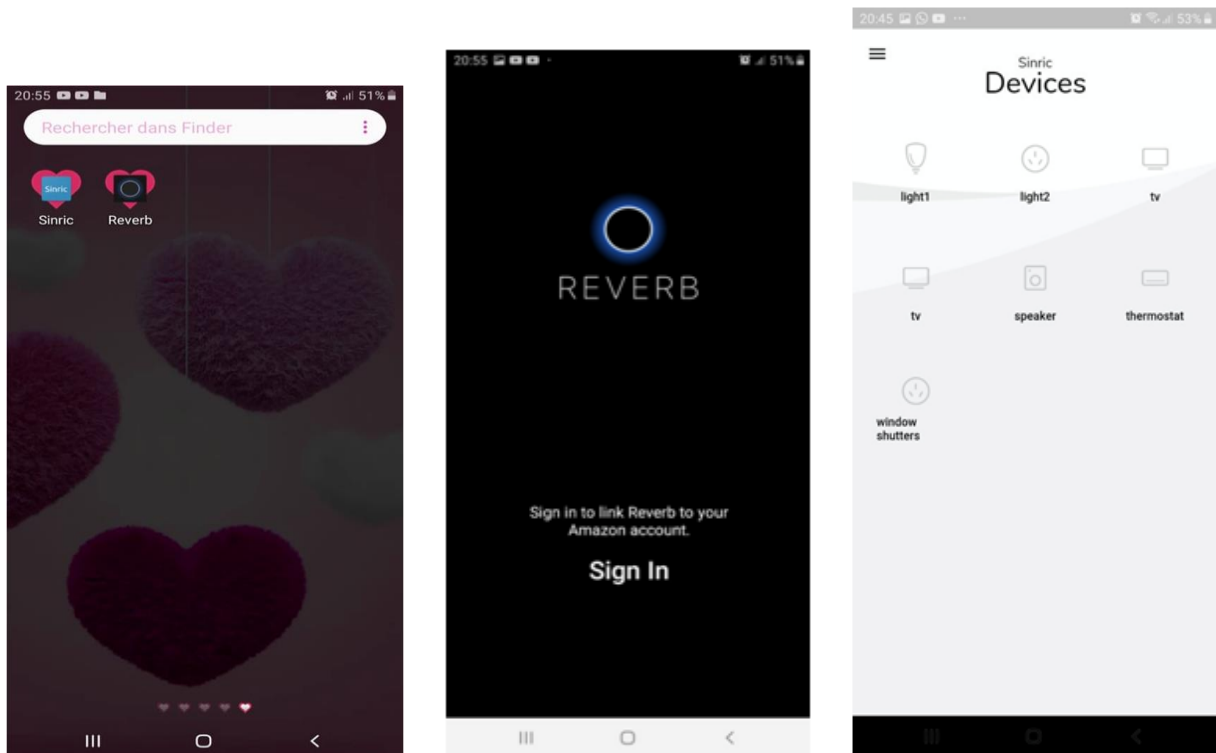 20:55
51%
Rechercher dans Finder
Sinric
Sinric
Reverb
20:55
51%
REVERB
Sign in to link Reverb to your
Amazon account.
Sign In
20:45
53%
Sinric
Devices
light1
light2
tv
tv
speaker
thermostat
window
shutters